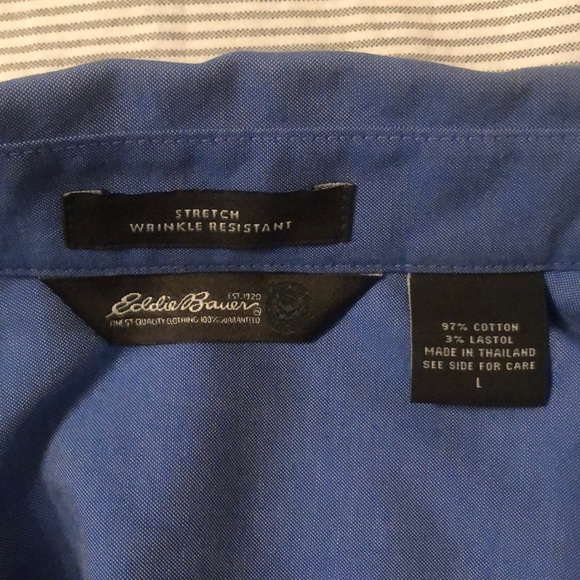 STRETCH
WRINKLE RESISTANT
EST. 1920
Eddie Bauer®
FINEST QUALITY CLOTHING 100% GUARANTEED
97% COTTON
3% LASTOL
MADE IN THAILAND
SEE SIDE FOR CARE
L